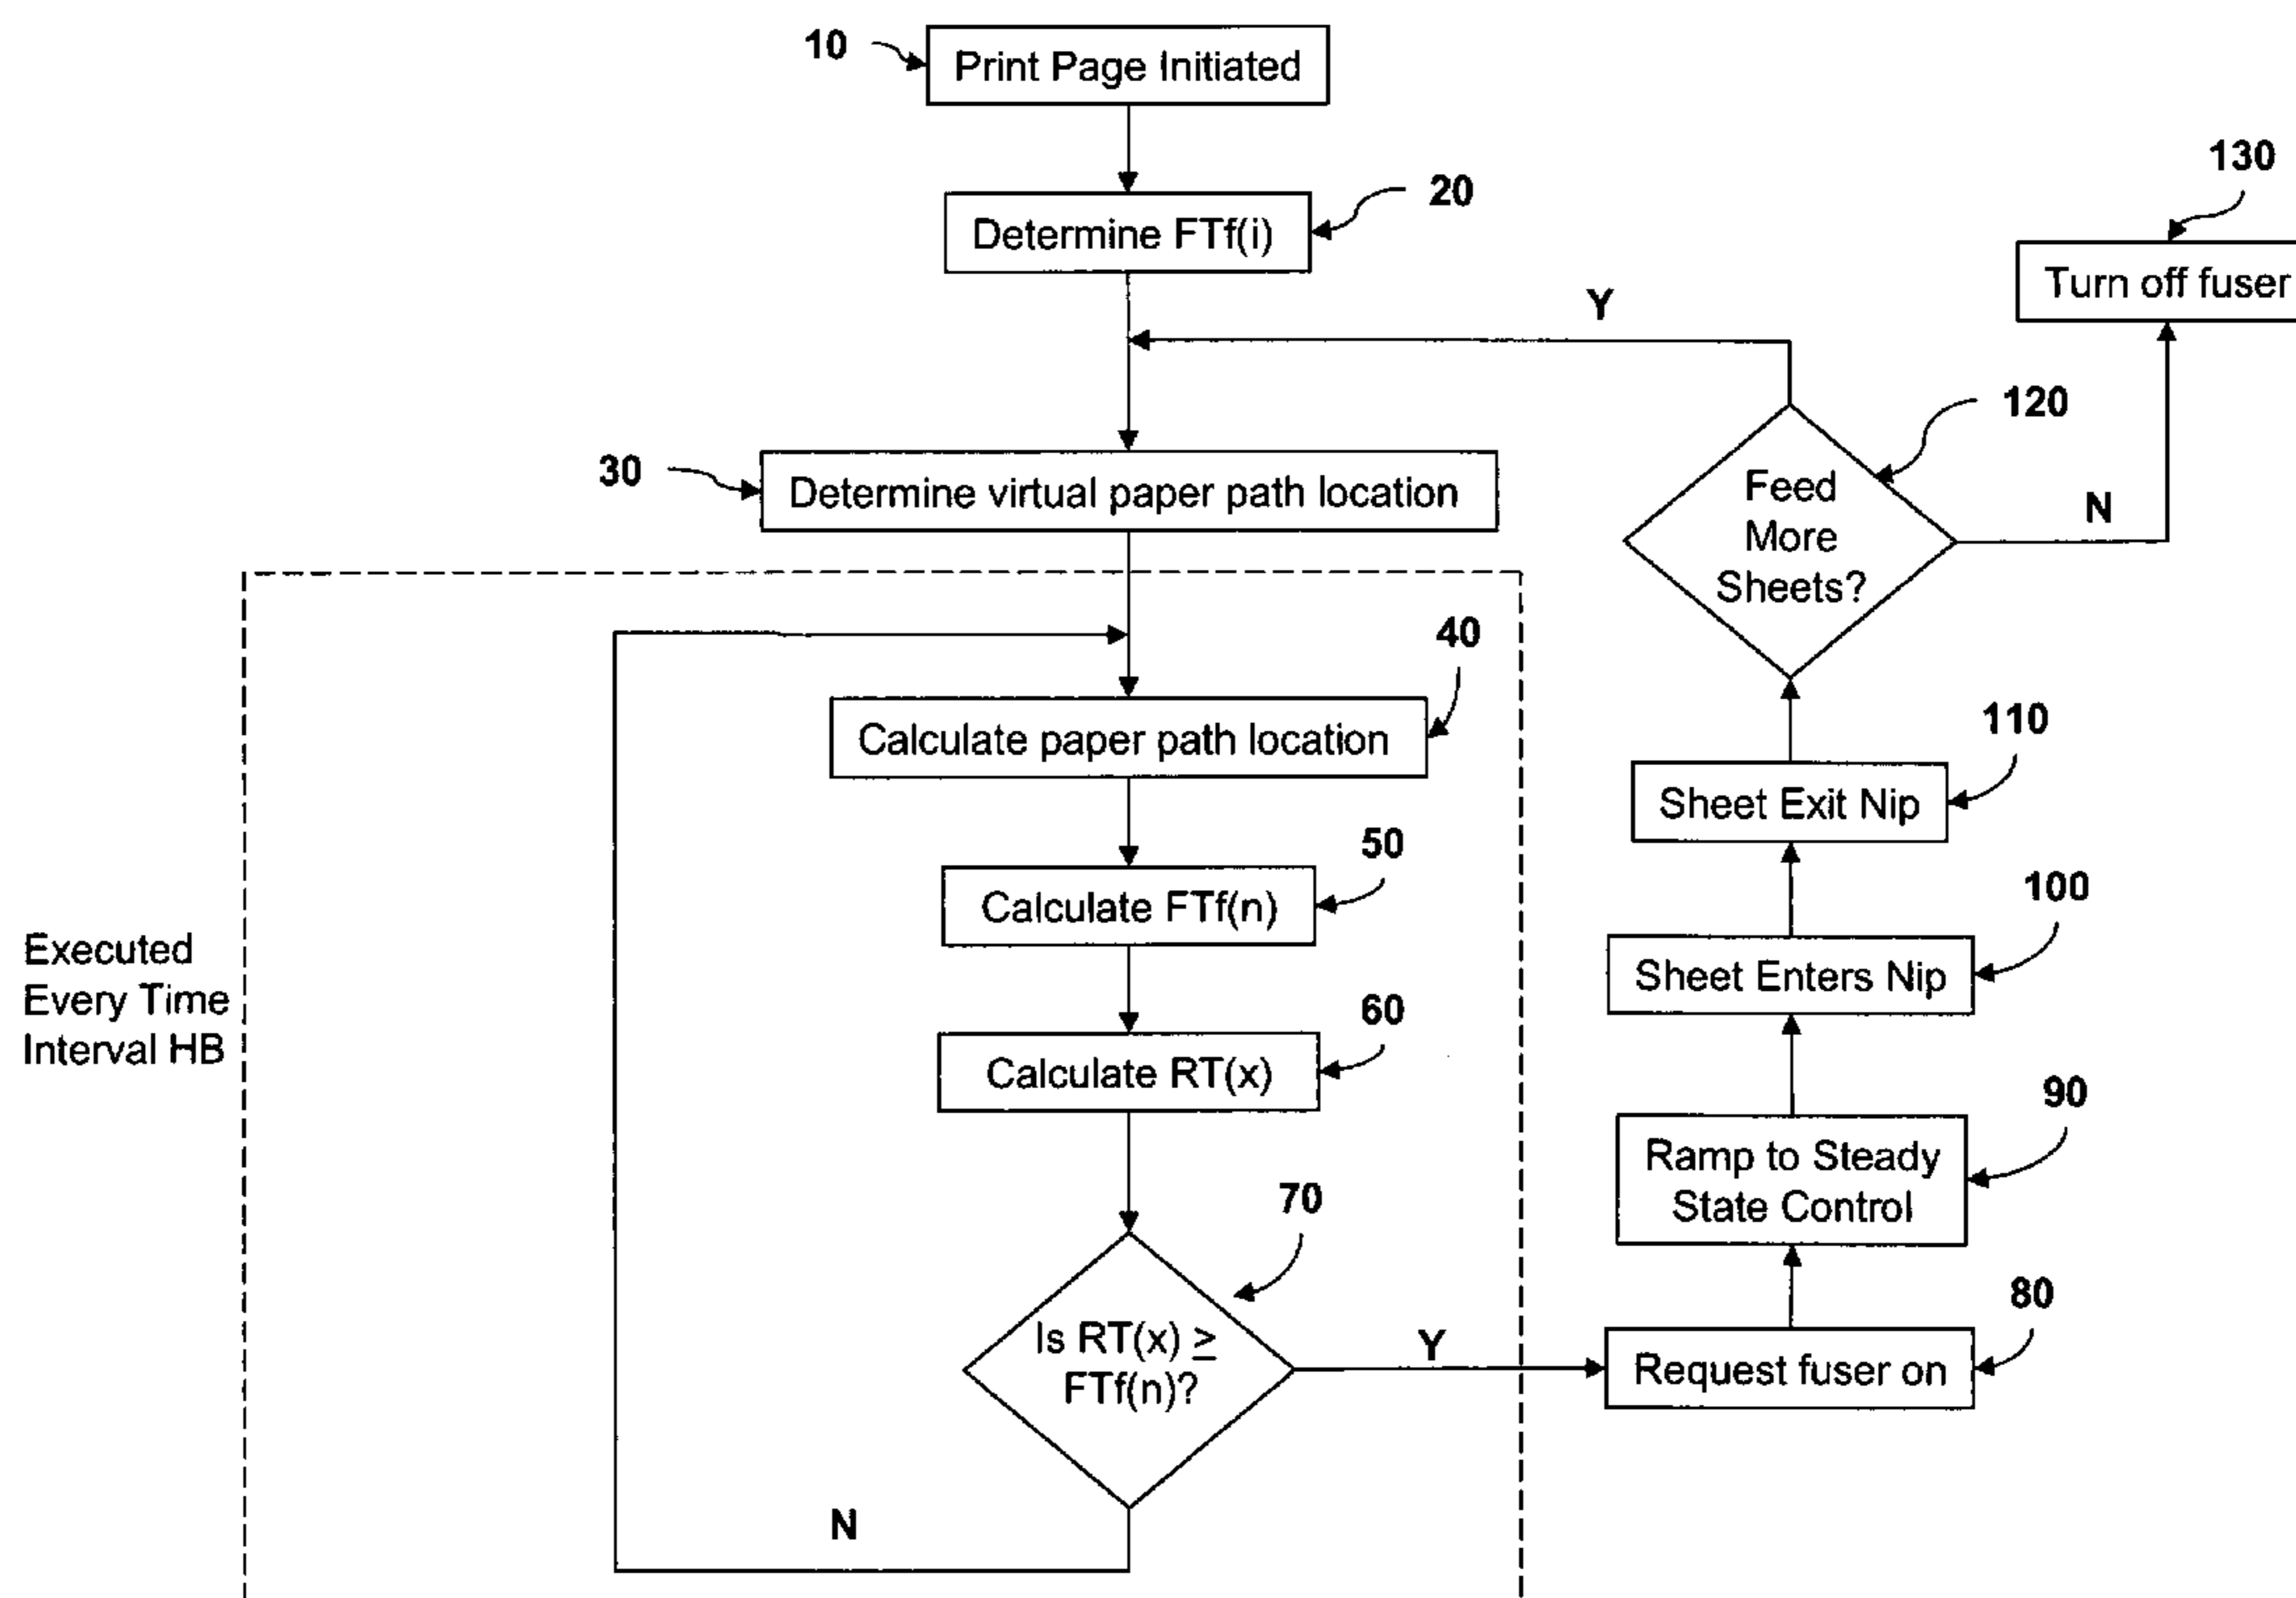 10
Print Page Initiated
20
Determine FTf(i)
130
Turn off fuser
Y
120
Feed
More
Sheets?
N
30
Determine virtual paper path location
40
Calculate paper path location
110
Sheet Exit Nip
50
Calculate FTf(n)
100
Sheet Enters Nip
Executed
Every Time
Interval HB
60
Calculate RT(x)
90
Ramp to Steady
State Control
70
Is RT(x) ≥
FTf(n)?
Y
80
Request fuser on
N